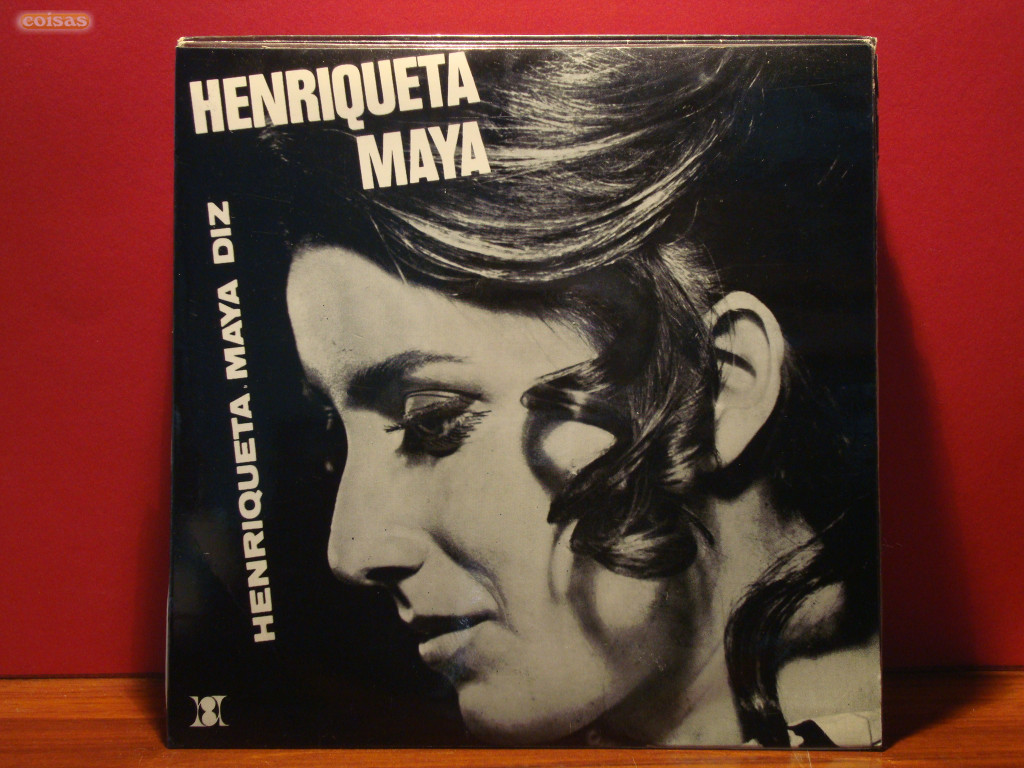 coisas
HENRIQUETA
MAYA
HENRIQUETA. MAYA DIZ